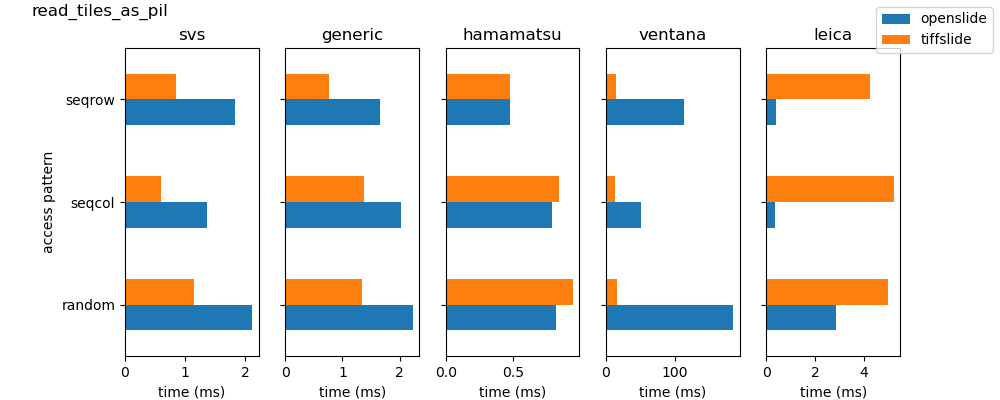 read_tiles_as_pil
openslide
tiffslide
svs
generic
hamamatsu
ventana
leica
access pattern
seqrow
seqcol
random
0 1 2
0 1 2
0.0 0.5
0 100
0 2 4
time (ms)
time (ms)
time (ms)
time (ms)
time (ms)